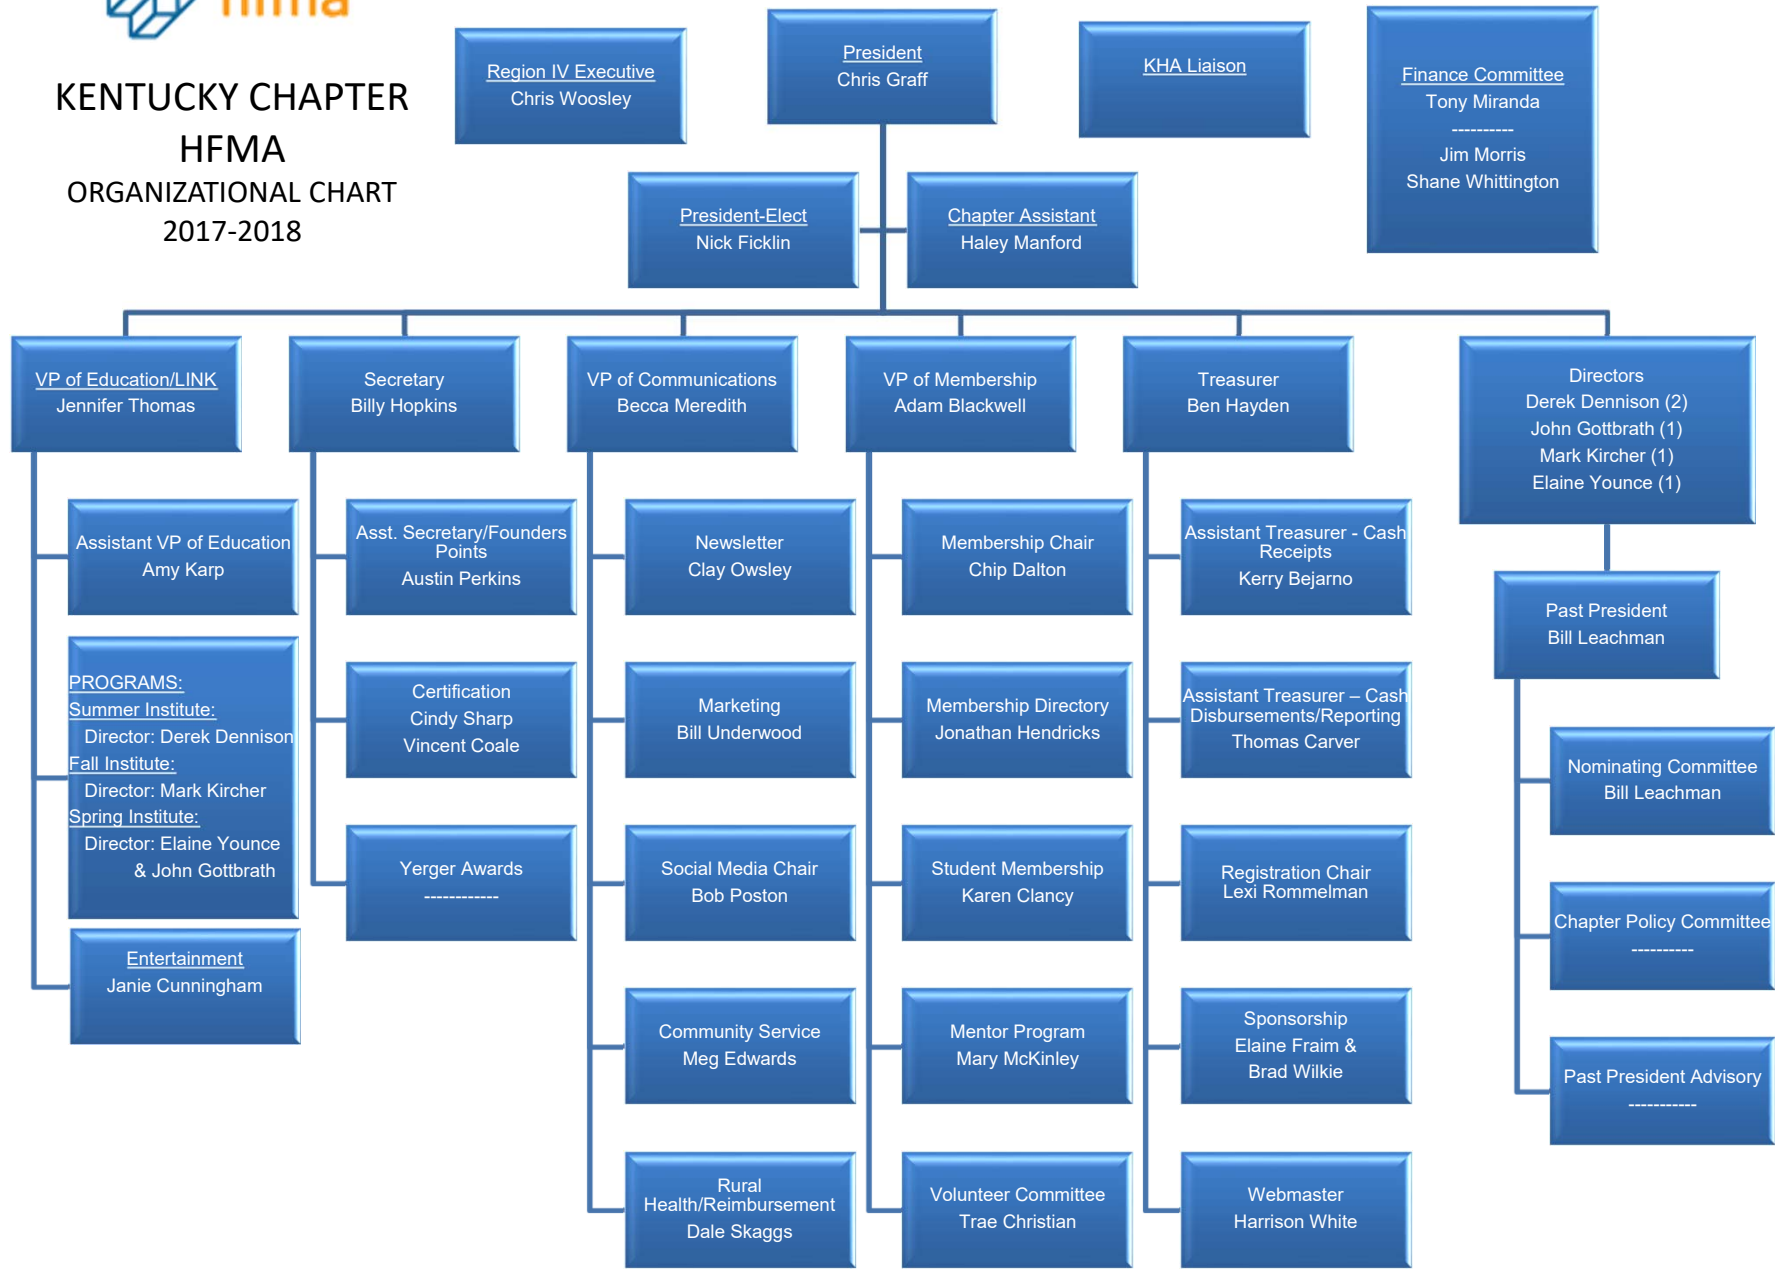 hfma
KENTUCKY CHAPTER
HFMA
ORGANIZATIONAL CHART
2017-2018
Region IV Executive
Chris Woosley
President
Chris Graff
KHA Liaison
Finance Committee
Tony Miranda
----------
Jim Morris
Shane Whittington
President-Elect
Nick Ficklin
Chapter Assistant
Haley Manford
VP of Education/LINK
Jennifer Thomas
Assistant VP of Education
Amy Karp
PROGRAMS:
Summer Institute:
Director: Derek Dennison
Fall Institute:
Director: Mark Kircher
Spring Institute:
Director: Elaine Younce
& John Gottbrath
Entertainment
Janie Cunningham
Secretary
Billy Hopkins
Asst. Secretary/Founders
Points
Austin Perkins
Certification
Cindy Sharp
Vincent Coale
Yerger Awards
------------
VP of Communications
Becca Meredith
Newsletter
Clay Owsley
Marketing
Bill Underwood
Social Media Chair
Bob Poston
Community Service
Meg Edwards
Rural
Health/Reimbursement
Dale Skaggs
VP of Membership
Adam Blackwell
Membership Chair
Chip Dalton
Membership Directory
Jonathan Hendricks
Student Membership
Karen Clancy
Mentor Program
Mary McKinley
Volunteer Committee
Trae Christian
Treasurer
Ben Hayden
Assistant Treasurer - Cash
Receipts
Kerry Bejarno
Assistant Treasurer – Cash
Disbursements/Reporting
Thomas Carver
Registration Chair
Lexi Rommelman
Sponsorship
Elaine Fraim &
Brad Wilkie
Webmaster
Harrison White
Directors
Derek Dennison (2)
John Gottbrath (1)
Mark Kircher (1)
Elaine Younce (1)
Past President
Bill Leachman
Nominating Committee
Bill Leachman
Chapter Policy Committee
----------
Past President Advisory
-----------